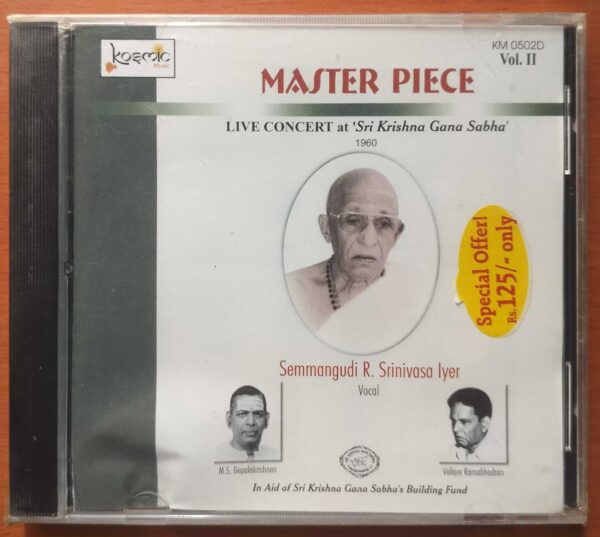 Kosmic
Music
KM 0502D
Vol. II
MASTER PIECE
LIVE CONCERT at 'Sri Krishna Gana Sabha'
1960
Special Offer!
Rs. 125/- only
Semmangudi R. Srinivasa Iyer
Vocal
M.S. Gopalakrishnan
Vellore Ramabhadran
In Aid of Sri Krishna Gana Sabha's Building Fund